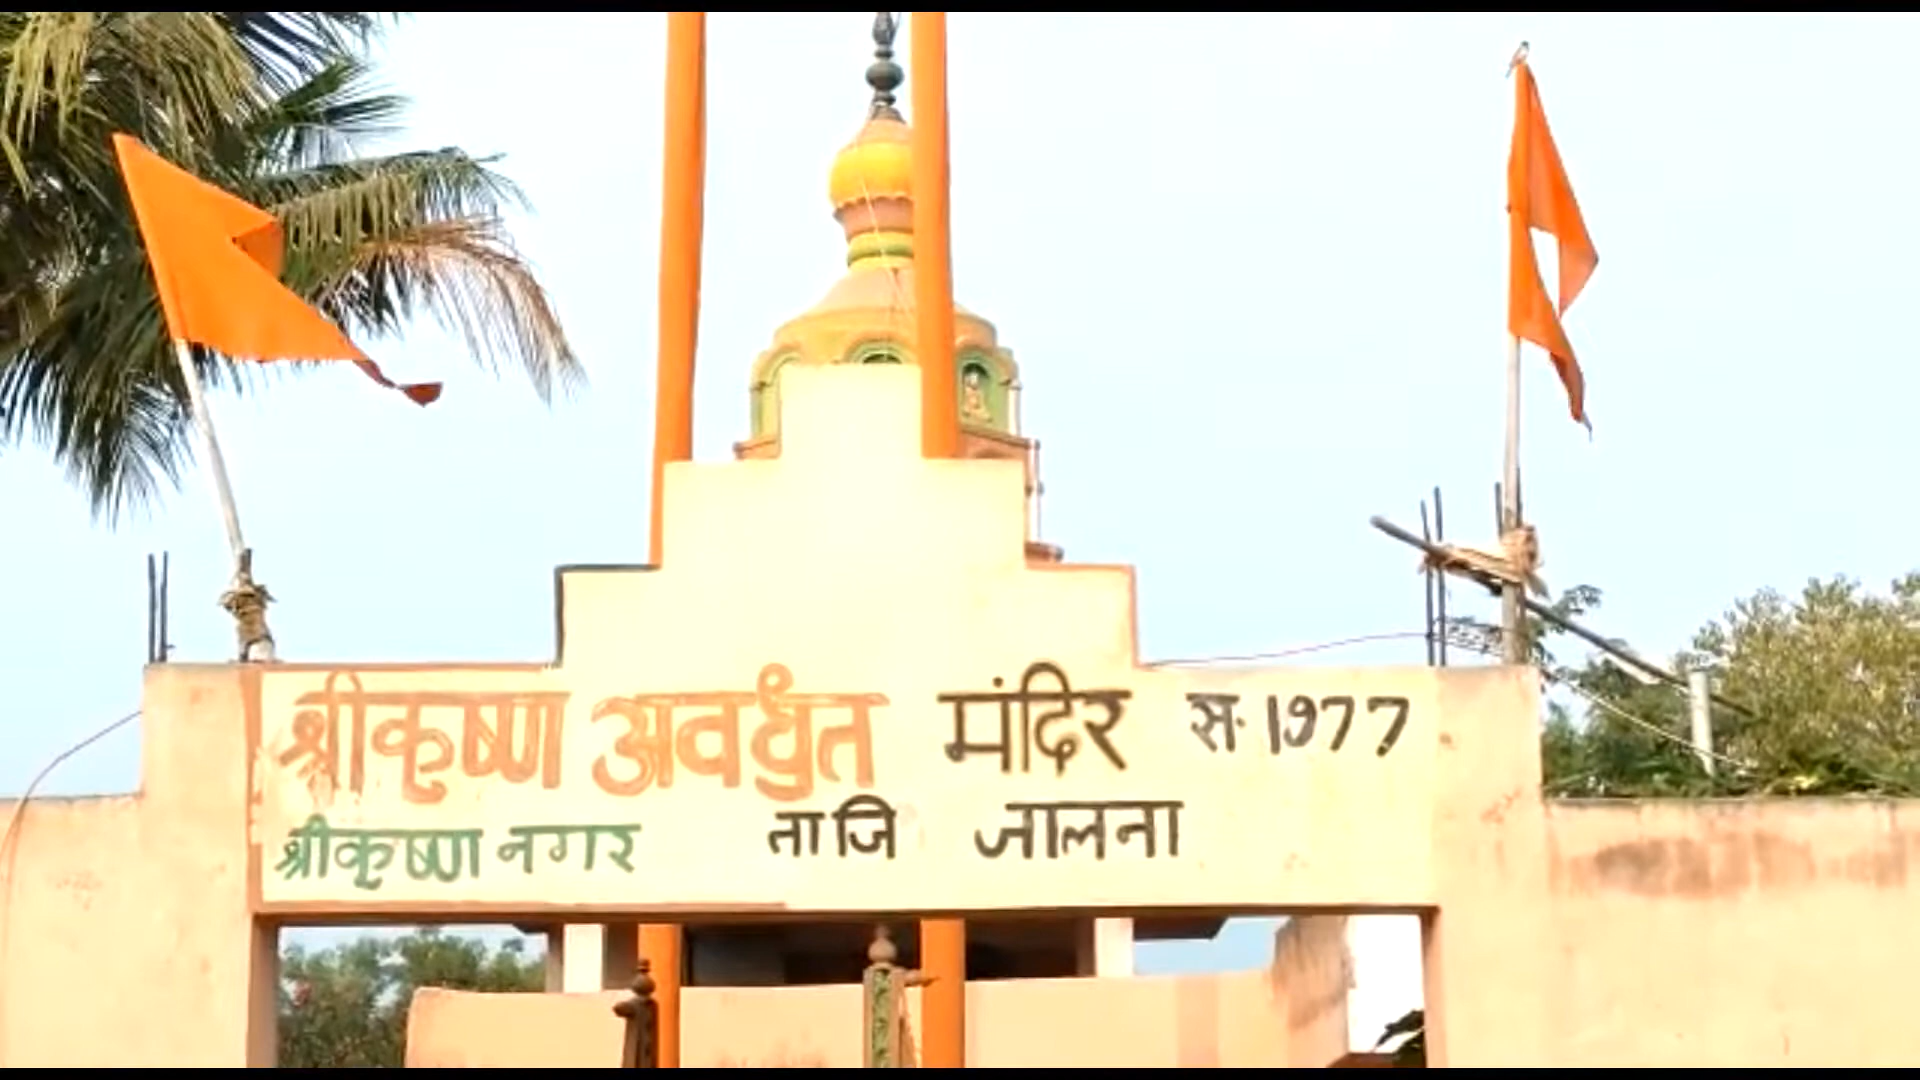 श्रीकृष्ण अवधुत मंदिर स. 1977
श्रीकृष्ण नगर ता जि जालना